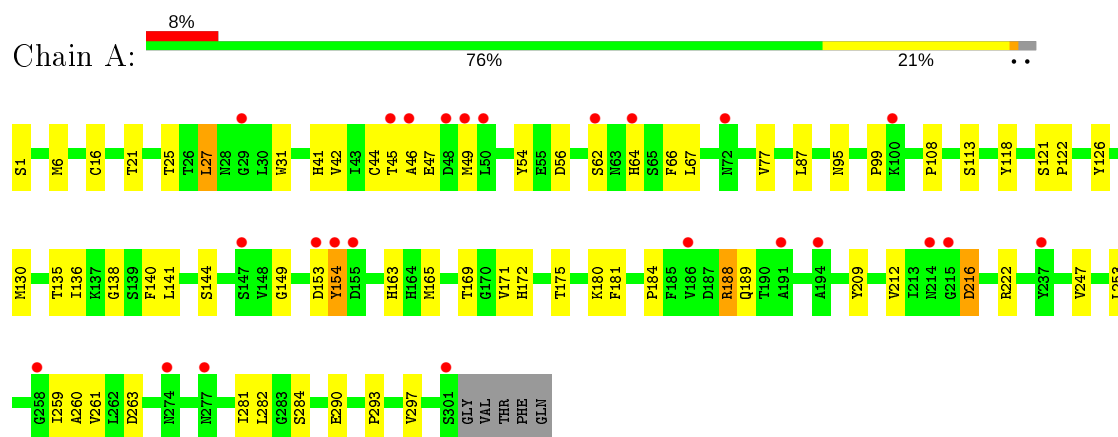 8%
Chain A:
76% 21% • •
S1 M6 C16 T21 T25 T26 L27 N28 G29 L30 W31 H41 V42 I43 C44 T45 A46 E47 D48 M49 L50 Y54 E55 D56 S62 N63 H64 S65 F66 L67 N72 V77 L87 N95 P99 K100 P108 S113 Y118 S121 P122 Y126
M130 T135 I136 K137 G138 S139 F140 L141 S144 S147 V148 G149 D153 Y154 D155 H163 H164 M165 T169 G170 V171 H172 T175 K180 F181 P184 F185 V186 D187 R188 Q189 T190 A191 A194 Y209 V212 I213 N214 G215 D216 R222 Y237 V247
G258 I259 A260 V261 L262 D263 N274 N277 I281 L282 G283 S284 E290 P293 V297 S301 GLY VAL THR PHE GLN